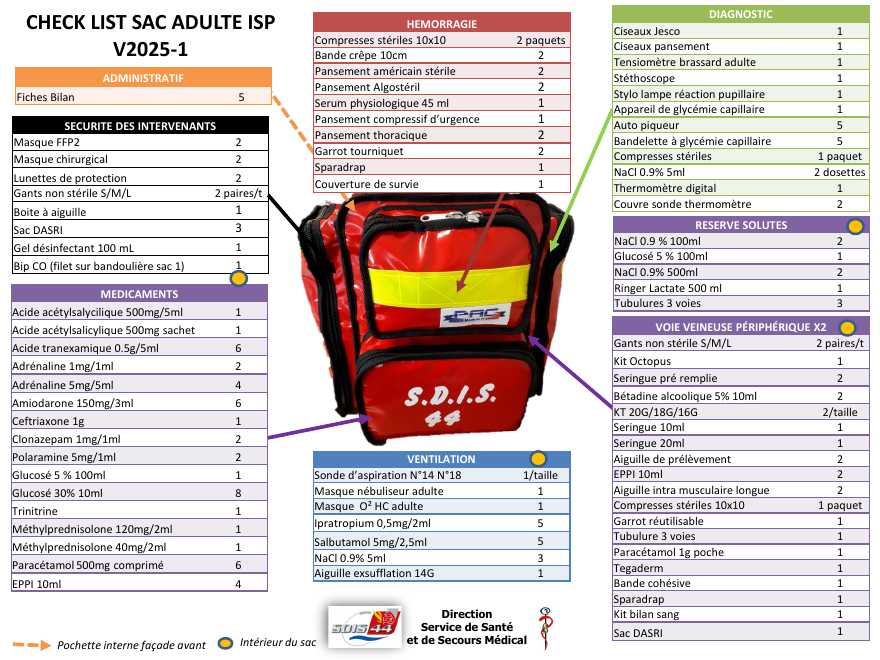 CHECK LIST SAC ADULTE ISP
V2025-1
ADMINISTRATIF
Fiches Bilan 5
SECURITE DES INTERVENANTS
Masque FFP2 2
Masque chirurgical 2
Lunettes de protection 2
Gants non stérile S/M/L 2 paires/t
Boite à aiguille 1
Sac DASRI 3
Gel désinfectant 100 mL 1
Bip CO (filet sur bandoulière sac 1) 1
MEDICAMENTS
Acide acétylsalycilique 500mg/5ml 1
Acide acétylsalicylique 500mg sachet 1
Acide tranexamique 0.5g/5ml 6
Adrénaline 1mg/1ml 2
Adrénaline 5mg/5ml 4
Amiodarone 150mg/3ml 6
Ceftriaxone 1g 1
Clonazepam 1mg/1ml 2
Polaramine 5mg/1ml 2
Glucosé 5 % 100ml 1
Glucosé 30% 10ml 8
Trinitrine 1
Méthylprednisolone 120mg/2ml 1
Méthylprednisolone 40mg/2ml 1
Paracétamol 500mg comprimé 6
EPPI 10ml 4
HEMORRAGIE
Compresses stériles 10x10 2 paquets
Bande crêpe 10cm 2
Pansement américain stérile 2
Pansement Algostéril 2
Serum physiologique 45 ml 1
Pansement compressif d'urgence 1
Pansement thoracique 2
Garrot tourniquet 2
Sparadrap 1
Couverture de survie 1
PAC
S.D.I.S.
44
VENTILATION
Sonde d'aspiration N°14 N°18 1/taille
Masque nébuliseur adulte 1
Masque O² HC adulte 1
Ipratropium 0,5mg/2ml 5
Salbutamol 5mg/2,5ml 5
NaCl 0.9% 5ml 3
Aiguille exsufflation 14G 1
DIAGNOSTIC
Ciseaux Jesco 1
Ciseaux pansement 1
Tensiomètre brassard adulte 1
Stéthoscope 1
Stylo lampe réaction pupillaire 1
Appareil de glycémie capillaire 1
Auto piqueur 5
Bandelette à glycémie capillaire 5
Compresses stériles 1 paquet
NaCl 0.9% 5ml 2 dosettes
Thermomètre digital 1
Couvre sonde thermomètre 2
RESERVE SOLUTES
NaCl 0.9 % 100ml 2
Glucosé 5 % 100ml 1
NaCl 0.9% 500ml 2
Ringer Lactate 500 ml 1
Tubulures 3 voies 3
VOIE VEINEUSE PÉRIPHÉRIQUE X2
Gants non stérile S/M/L 2 paires/t
Kit Octopus 1
Seringue pré remplie 2
Bétadine alcoolique 5% 10ml 2
KT 20G/18G/16G 2/taille
Seringue 10ml 1
Seringue 20ml 1
Aiguille de prélèvement 2
EPPI 10ml 2
Aiguille intra musculaire longue 2
Compresses stériles 10x10 1 paquet
Garrot réutilisable 1
Tubulure 3 voies 1
Paracétamol 1g poche 1
Tegaderm 1
Bande cohésive 1
Sparadrap 1
Kit bilan sang 1
Sac DASRI 1
Pochette interne façade avant
Intérieur du sac
SDIS 44
Direction
Service de Santé
et de Secours Médical